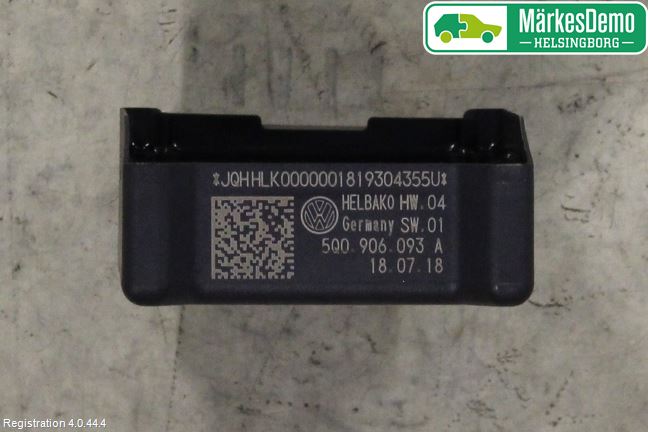 MärkesDemo
HELSINGBORG
*JQHHLK0000001819304355U*
HELBAKO HW.04
Germany SW.01
5Q0.906.093 A
18.07.18
Registration 4.0.44.4